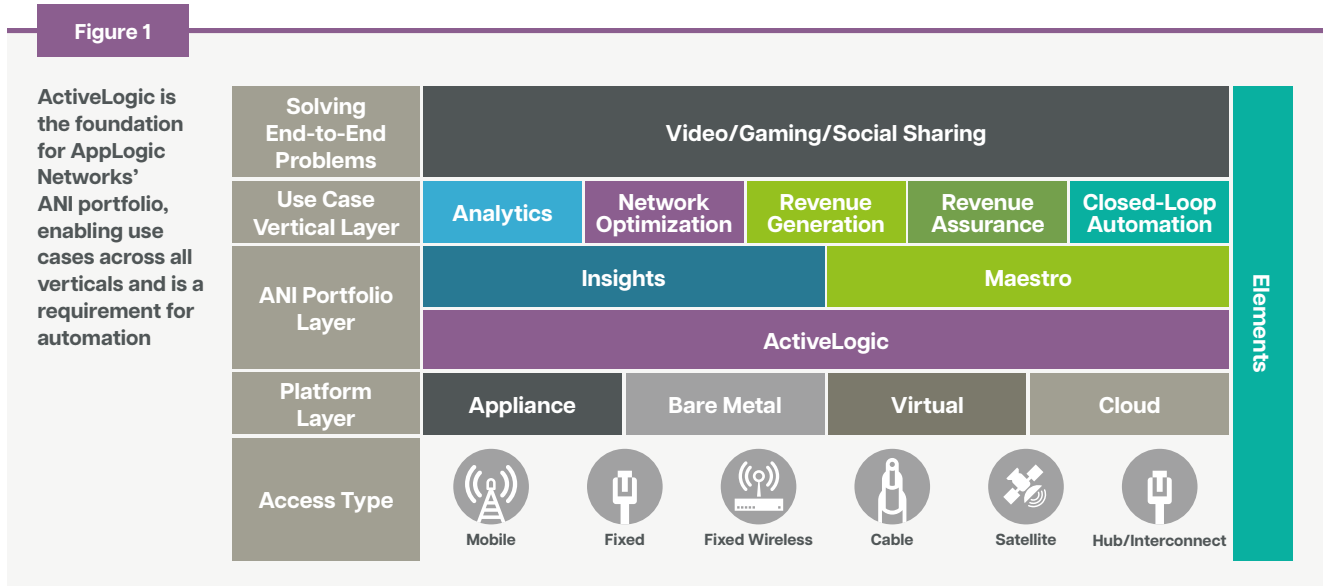 Figure 1
ActiveLogic is
the foundation
for AppLogic
Networks’
ANI portfolio,
enabling use
cases across all
verticals and is a
requirement for
automation
Solving
End-to-End
Problems
Video/Gaming/Social Sharing
Use Case
Vertical Layer
Analytics
Network
Optimization
Revenue
Generation
Revenue
Assurance
Closed-Loop
Automation
ANI Portfolio
Layer
Insights
Maestro
ActiveLogic
Platform
Layer
Appliance
Bare Metal
Virtual
Cloud
Access Type
Mobile
Fixed
Fixed Wireless
Cable
Satellite
Hub/Interconnect
Elements